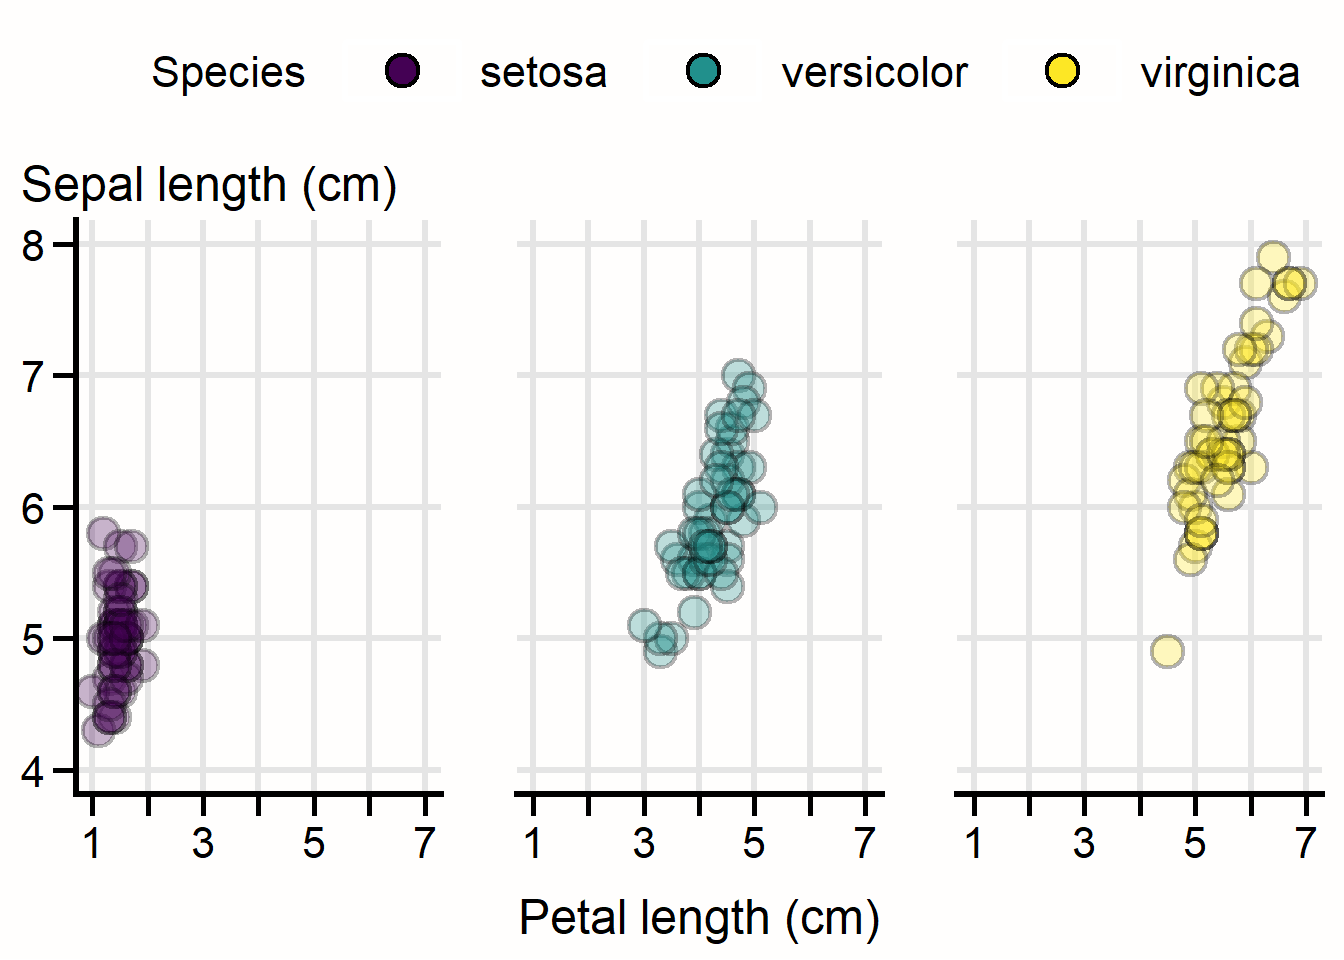 Species setosa versicolor virginica
Sepal length (cm)
8
7
6
5
4
1 3 5 7 1 3 5 7 1 3 5 7
Petal length (cm)